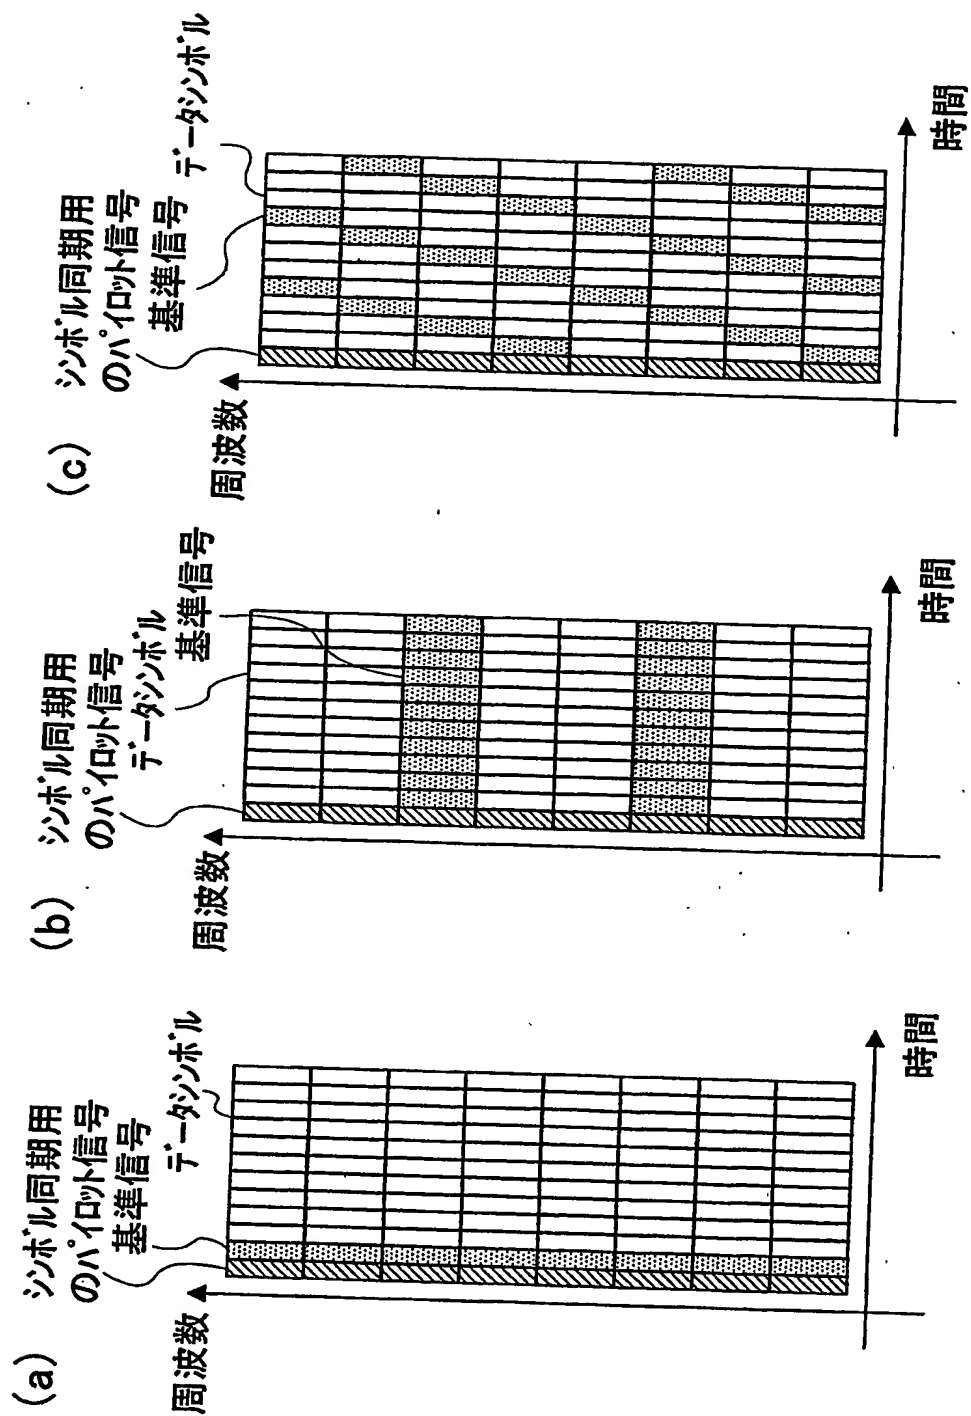 (a)
シンボル同期用
のパイロット信号
基準信号
データシンボル
周波数
時間
(b)
シンボル同期用
のパイロット信号
データシンボル
基準信号
周波数
時間
(c)
シンボル同期用
のパイロット信号
基準信号
データシンボル
周波数
時間